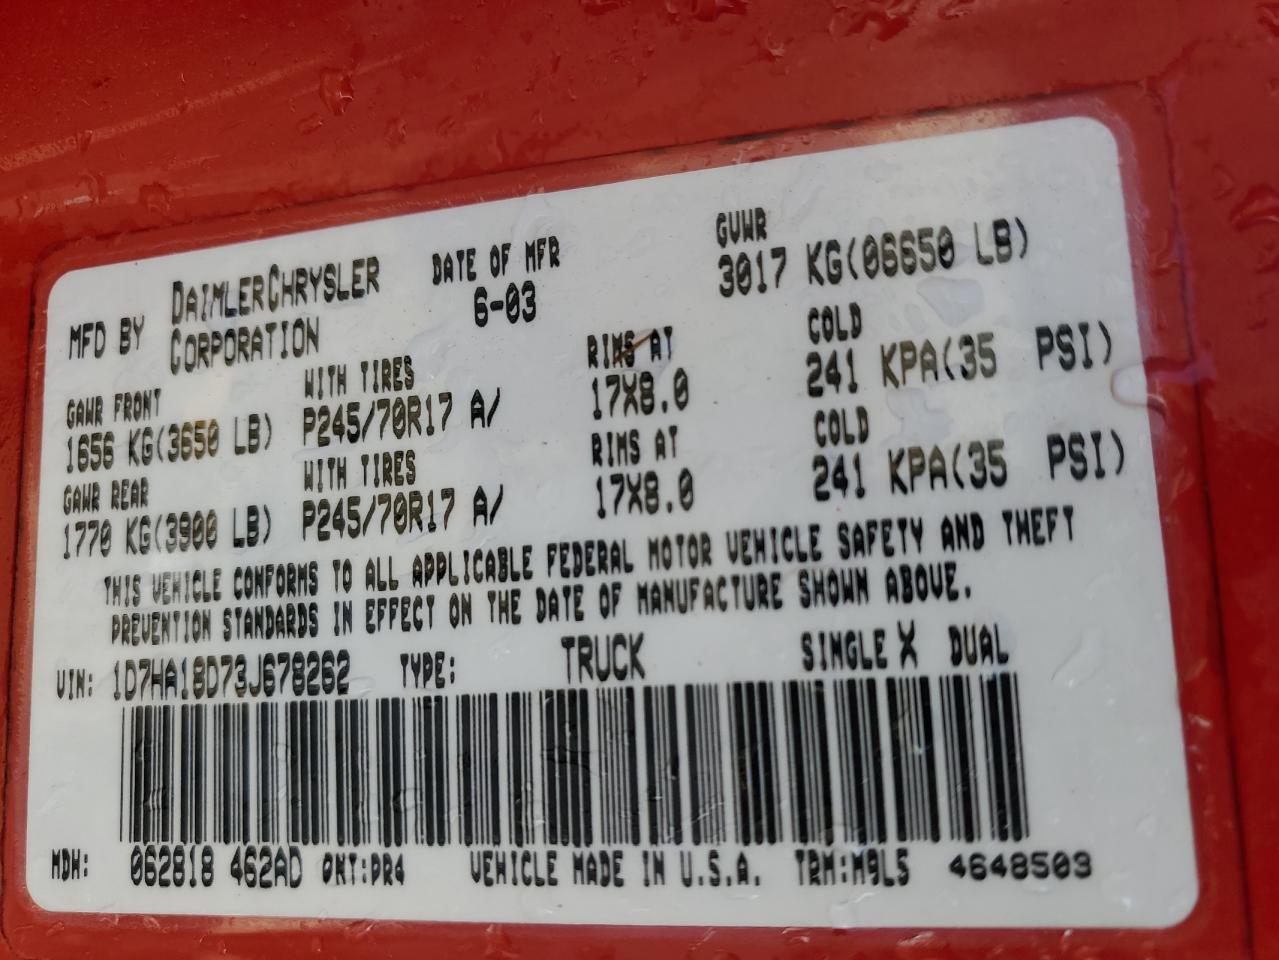 MFD BY DAIMLERCHRYSLER CORPORATION
DATE OF MFR 6-03
GVWR 3017 KG(06650 LB)
GAWR FRONT WITH TIRES RIMS AT COLD
1656 KG(3650 LB) P245/70R17 A/ 17X8.0 241 KPA(35 PSI)
GAWR REAR WITH TIRES RIMS AT COLD
1770 KG(3900 LB) P245/70R17 A/ 17X8.0 241 KPA(35 PSI)
THIS VEHICLE CONFORMS TO ALL APPLICABLE FEDERAL MOTOR VEHICLE SAFETY AND THEFT
PREVENTION STANDARDS IN EFFECT ON THE DATE OF MANUFACTURE SHOWN ABOVE.
VIN: 1D7HA18D73J678262 TYPE: TRUCK SINGLE X DUAL
MDH: 062818 462AD PNT:PR4 VEHICLE MADE IN U.S.A. TRM:M9L5 4648503